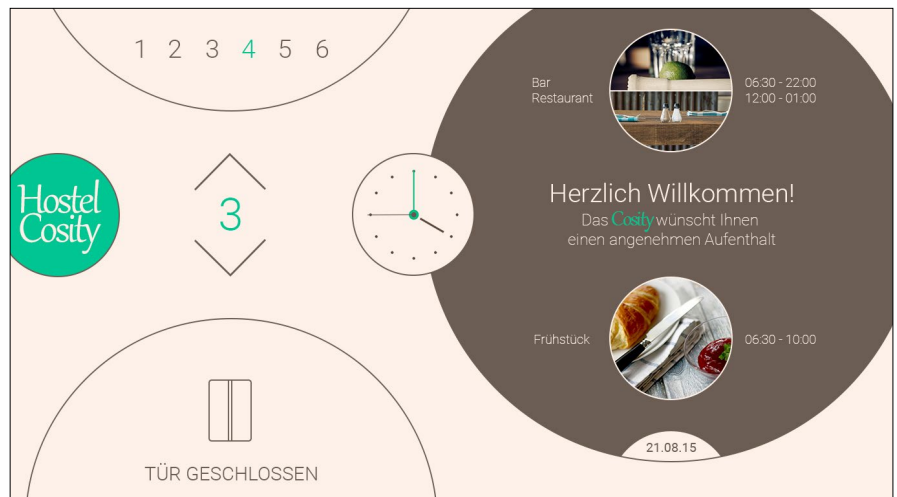 1 2 3 4 5 6
Hostel
Cosity
3
TÜR GESCHLOSSEN
Bar 06:30 - 22:00
Restaurant 12:00 - 01:00
Herzlich Willkommen!
Das Cosity wünscht Ihnen
einen angenehmen Aufenthalt
Frühstück 06:30 - 10:00
21.08.15